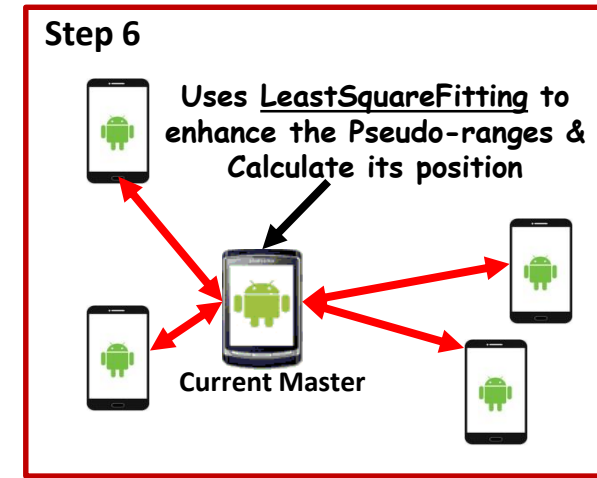 Step 6
Uses LeastSquareFitting to
enhance the Pseudo-ranges &
Calculate its position
Current Master